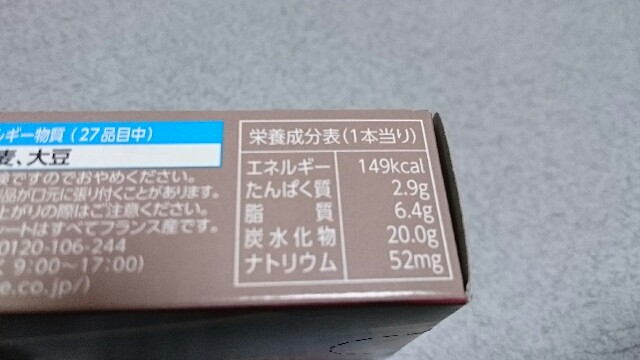 ルギー物質（27品目中）
麦、大豆
険ですのでおやめください。
品が口元に張り付くことがあります。
上がりの際はご注意ください。
ートはすべてフランス産です。
0120-106-244
9:00～17:00)
e.co.jp/)
栄養成分表(1本当り)
エネルギー 149kcal
たんぱく質 2.9g
脂質 6.4g
炭水化物 20.0g
ナトリウム 52mg